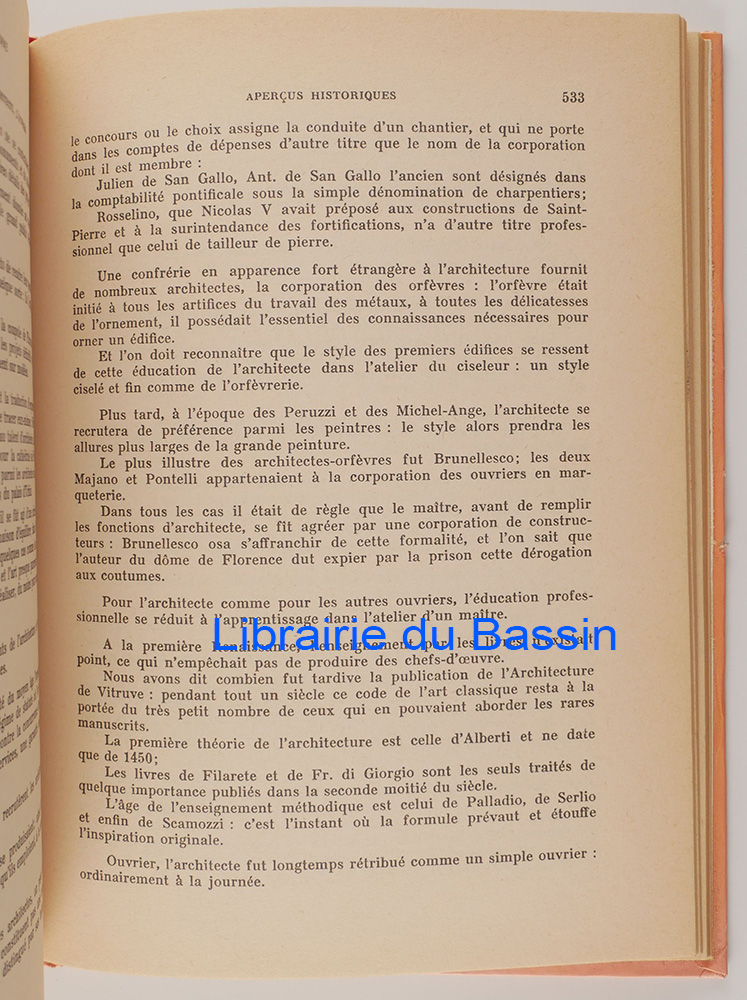 APERÇUS HISTORIQUES 533
le concours ou le choix assigne la conduite d'un chantier, et qui ne porte
dans les comptes de dépenses d'autre titre que le nom de la corporation
dont il est membre :
Julien de San Gallo, Ant. de San Gallo l'ancien sont désignés dans
la comptabilité pontificale sous la simple dénomination de charpentiers;
Rosselino, que Nicolas V avait préposé aux constructions de Saint-
Pierre et à la surintendance des fortifications, n'a d'autre titre profes-
sionnel que celui de tailleur de pierre.
Une confrérie en apparence fort étrangère à l'architecture fournit
de nombreux architectes, la corporation des orfèvres : l'orfèvre était
initié à tous les artifices du travail des métaux, à toutes les délicatesses
de l'ornement, il possédait l'essentiel des connaissances nécessaires pour
orner un édifice.
Et l'on doit reconnaître que le style des premiers édifices se ressent
de cette éducation de l'architecte dans l'atelier du ciseleur : un style
ciselé et fin comme de l'orfèvrerie.
Plus tard, à l'époque des Peruzzi et des Michel-Ange, l'architecte se
recrutera de préférence parmi les peintres : le style alors prendra les
allures plus larges de la grande peinture.
Le plus illustre des architectes-orfèvres fut Brunellesco; les deux
Majano et Pontelli appartenaient à la corporation des ouvriers en mar-
queterie.
Dans tous les cas il était de règle que le maître, avant de remplir
les fonctions d'architecte, se fit agréer par une corporation de construc-
teurs : Brunellesco osa s'affranchir de cette formalité, et l'on sait que
l'auteur du dôme de Florence dut expier par la prison cette dérogation
aux coutumes.
Pour l'architecte comme pour les autres ouvriers, l'éducation profes-
sionnelle se réduit à l'apprentissage dans l'atelier d'un maître.
Librairie du Bassin
A la première Renaissance, l'enseignement par les livres n'existait
point, ce qui n'empêchait pas de produire des chefs-d'œuvre.
Nous avons dit combien fut tardive la publication de l'Architecture
de Vitruve : pendant tout un siècle ce code de l'art classique resta à la
portée du très petit nombre de ceux qui en pouvaient aborder les rares
manuscrits.
La première théorie de l'architecture est celle d'Alberti et ne date
que de 1450;
Les livres de Filarete et de Fr. di Giorgio sont les seuls traités de
quelque importance publiés dans la seconde moitié du siècle.
L'âge de l'enseignement méthodique est celui de Palladio, de Serlio
et enfin de Scamozzi : c'est l'instant où la formule prévaut et étouffe
l'inspiration originale.
Ouvrier, l'architecte fut longtemps rétribué comme un simple ouvrier :
ordinairement à la journée.